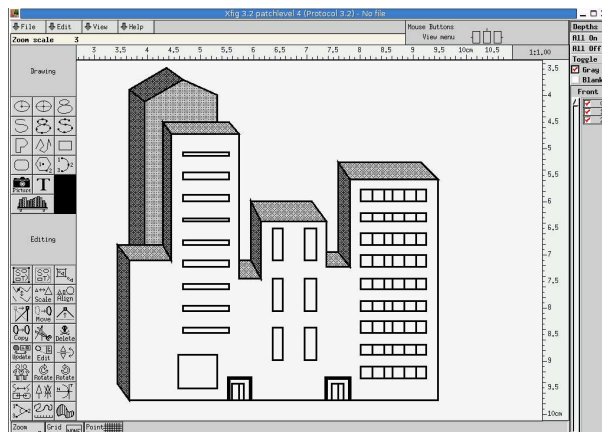 Xfig 3.2 patchlevel 4 (Protocol 3.2) - No file
File Edit View Help
Mouse Buttons
View menu
Depths
Zoom scale 3
All On
3 3.5 4 4.5 5 5.5 6 6.5 7 7.5 8 8.5 9 9.5 10cm 10.5 1:1.00
All Off
Toggle
Gray
Blank
Front
Drawing
3.5
4
4.5
5
5.5
6
6.5
7
7.5
8
8.5
9
9.5
10cm
Picture T
Editing
Scale Align
Move
Copy Delete
Update Edit
Rotate Rotate
Zoom Grid NONE Point